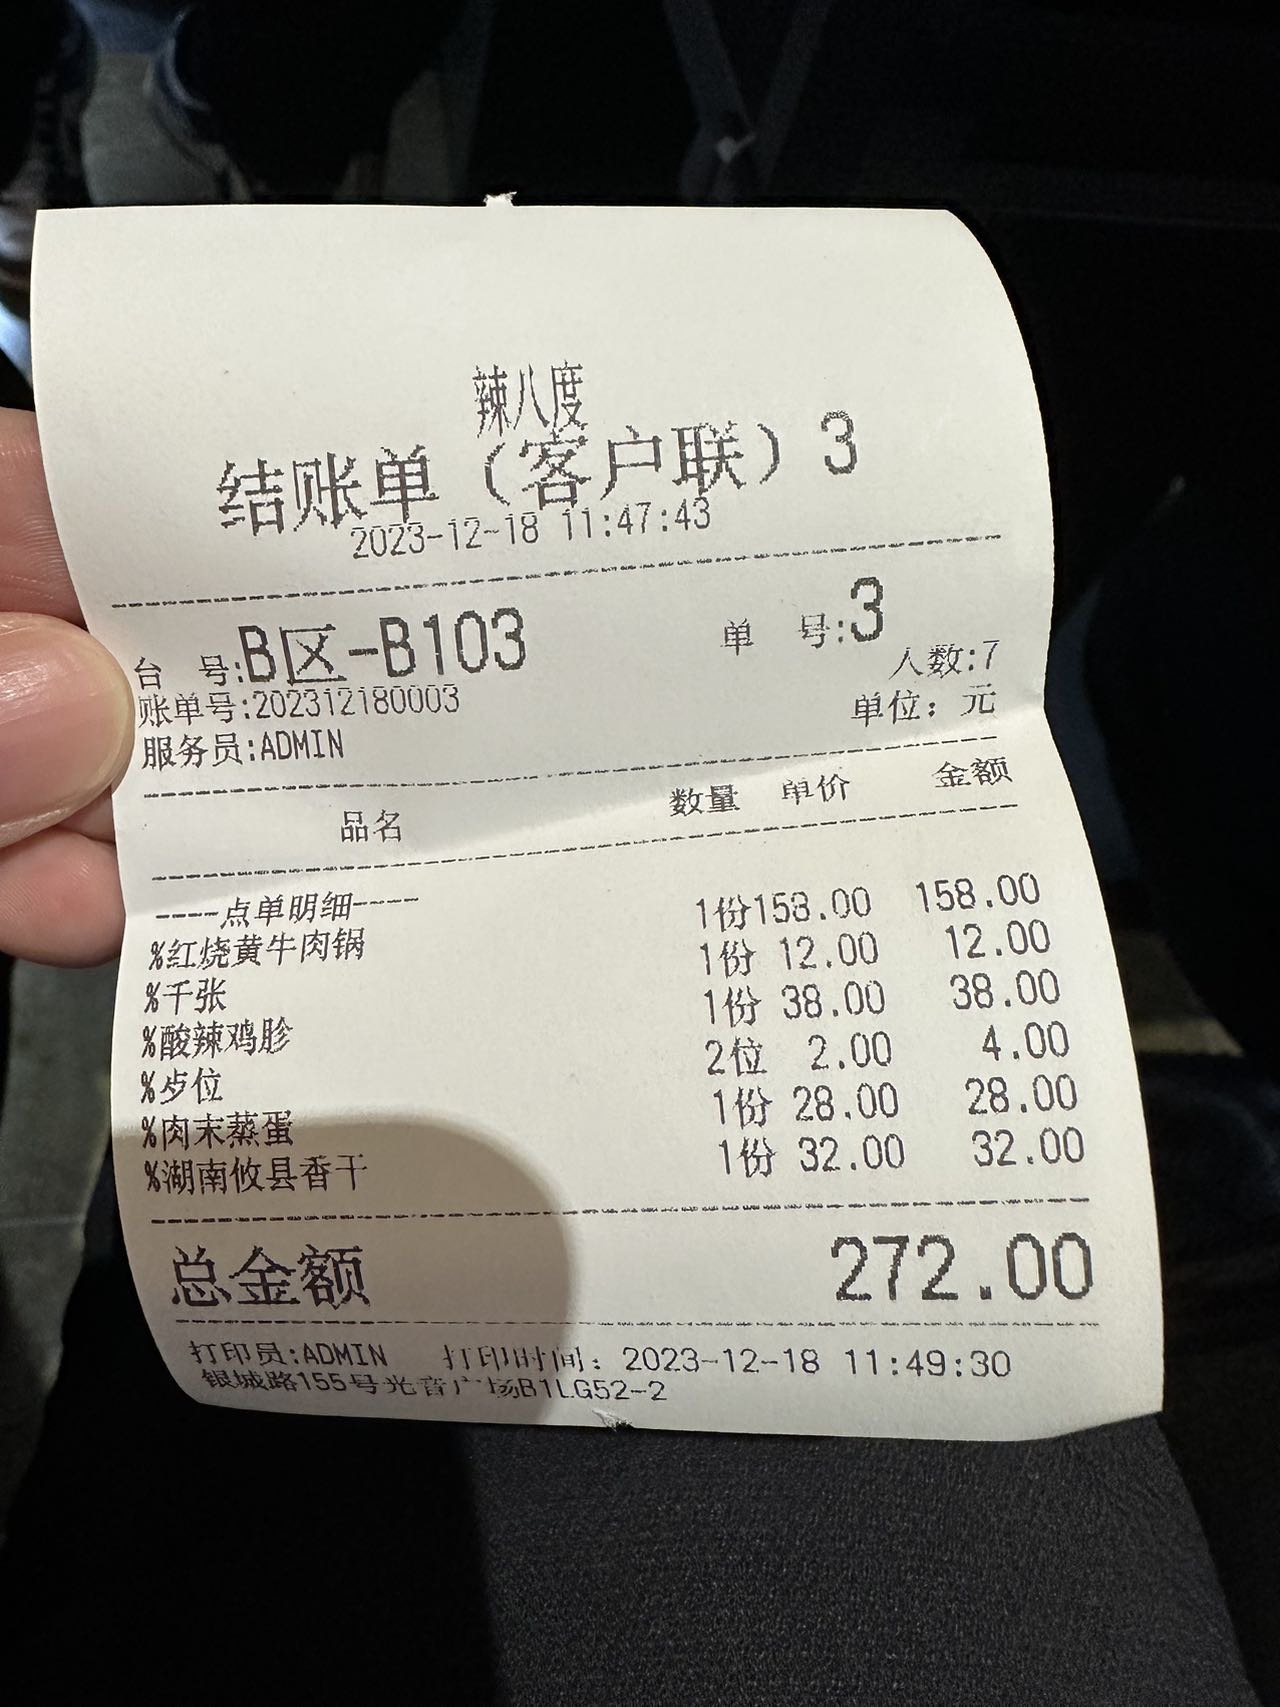 辣八度
结账单（客户联）3
2023-12-18 11:47:43
台 号:B区-B103 单 号:3
账单号:202312180003 人数:7
服务员:ADMIN 单位：元
品名 数量 单价 金额
----点单明细----
%红烧黄牛肉锅 1份158.00 158.00
%千张 1份 12.00 12.00
%酸辣鸡胗 1份 38.00 38.00
%歺位 2位 2.00 4.00
%肉末蒸蛋 1份 28.00 28.00
%湖南攸县香干 1份 32.00 32.00
总金额 272.00
打印员:ADMIN 打印时间：2023-12-18 11:49:30
银城路155号光音广场B1LG52-2